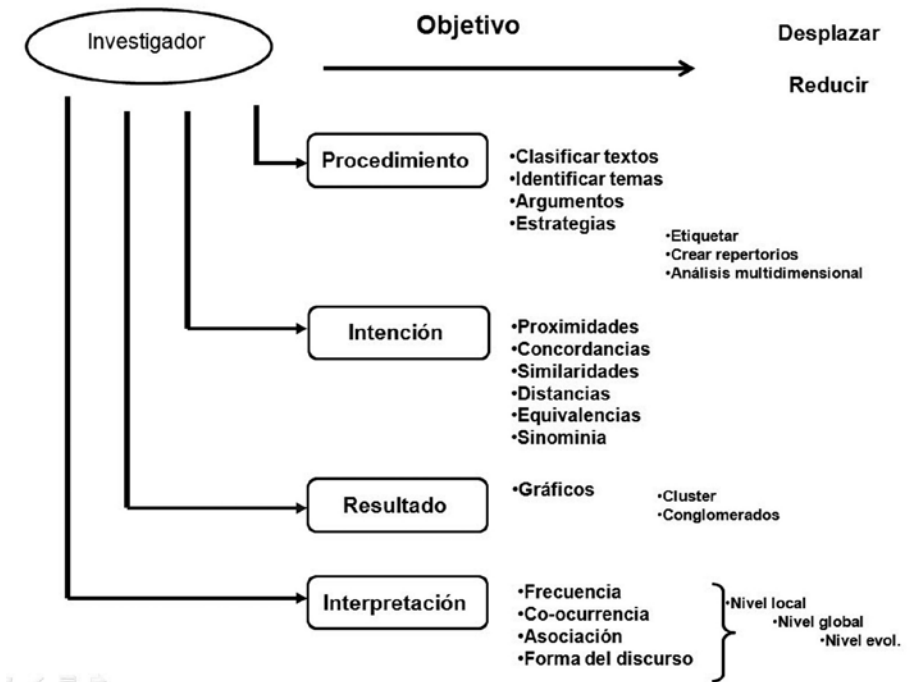 Investigador
Objetivo
Desplazar
Reducir
Procedimiento
•Clasificar textos
•Identificar temas
•Argumentos
•Estrategias
•Etiquetar
•Crear repertorios
•Análisis multidimensional
Intención
•Proximidades
•Concordancias
•Similaridades
•Distancias
•Equivalencias
•Sinominia
Resultado
•Gráficos
•Cluster
•Conglomerados
Interpretación
•Frecuencia
•Co-ocurrencia
•Asociación
•Forma del discurso
•Nivel local
•Nivel global
•Nivel evol.